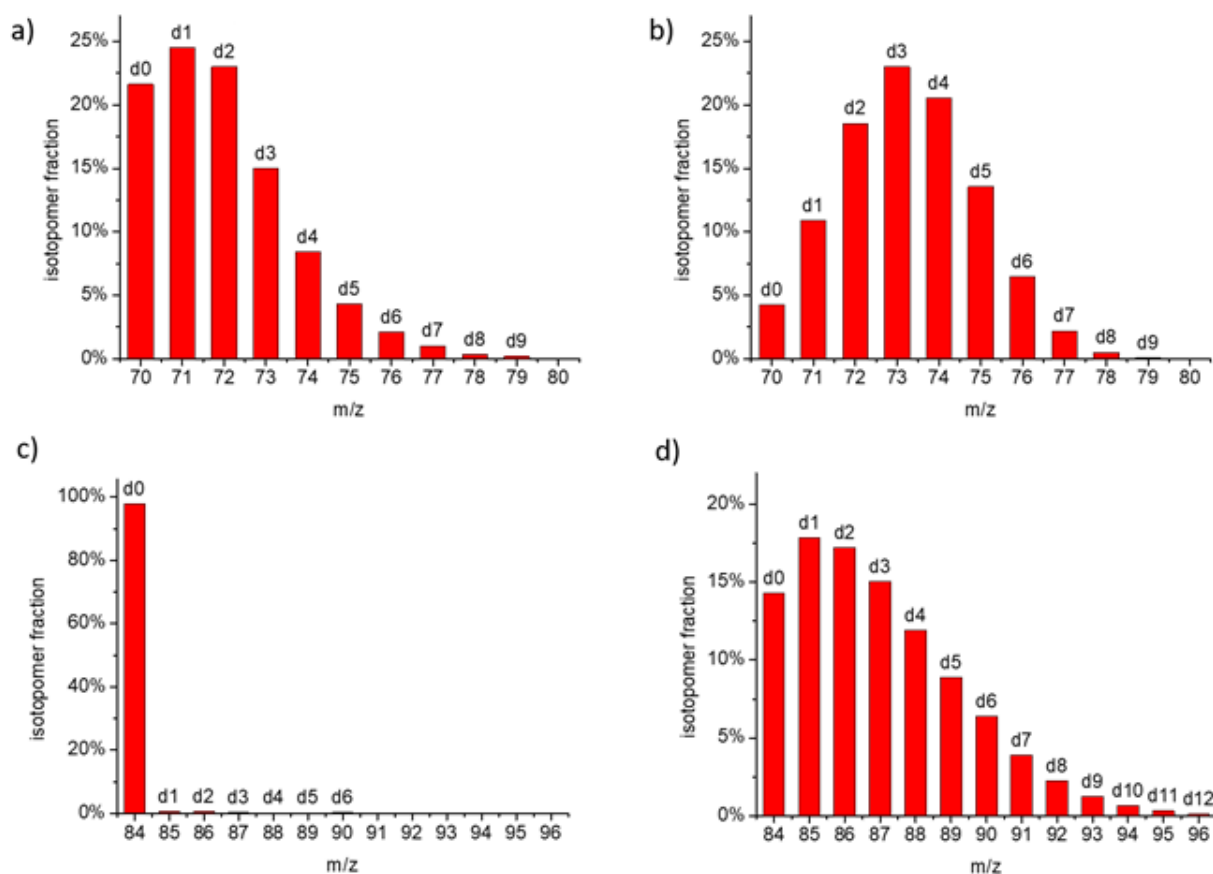 a)
isotopomer fraction
25%
20%
15%
10%
5%
0%
d0 d1 d2 d3 d4 d5 d6 d7 d8 d9
70 71 72 73 74 75 76 77 78 79 80
m/z
b)
isotopomer fraction
25%
20%
15%
10%
5%
0%
d0 d1 d2 d3 d4 d5 d6 d7 d8 d9
70 71 72 73 74 75 76 77 78 79 80
m/z
c)
isotopomer fraction
100%
80%
60%
40%
20%
0%
d0 d1 d2 d3 d4 d5 d6
84 85 86 87 88 89 90 91 92 93 94 95 96
m/z
d)
isotopomer fraction
20%
15%
10%
5%
0%
d0 d1 d2 d3 d4 d5 d6 d7 d8 d9 d10 d11 d12
84 85 86 87 88 89 90 91 92 93 94 95 96
m/z